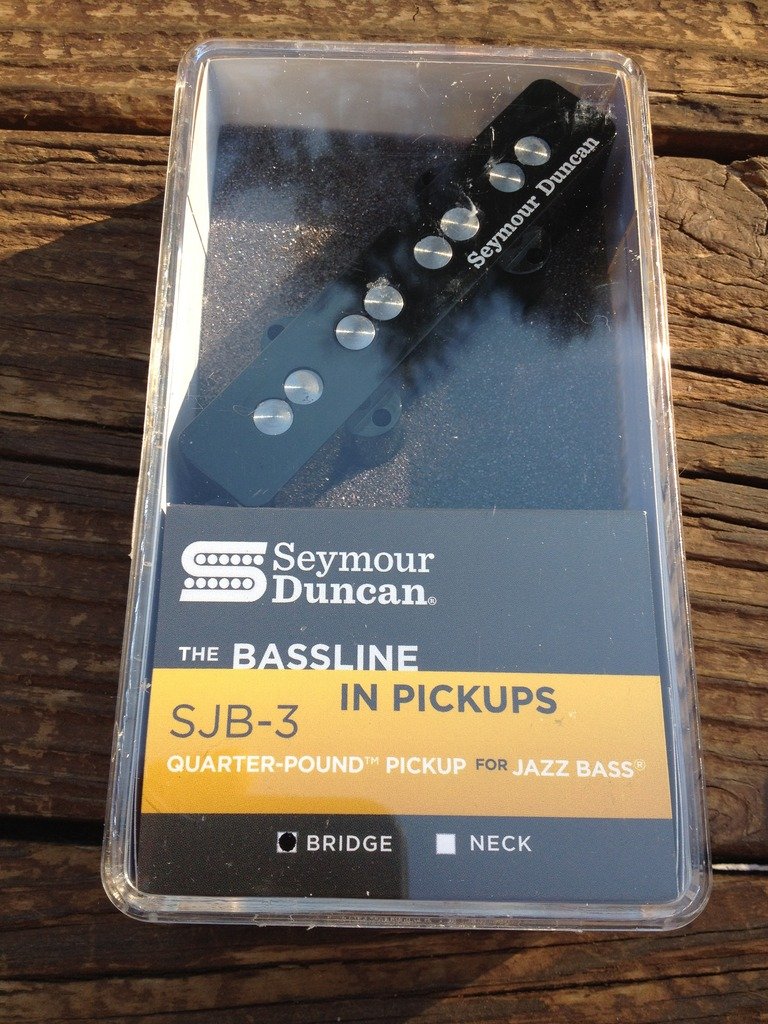 Seymour Duncan
Seymour
Duncan®
THE BASSLINE
IN PICKUPS
SJB-3
QUARTER-POUND™ PICKUP FOR JAZZ BASS®
BRIDGE NECK